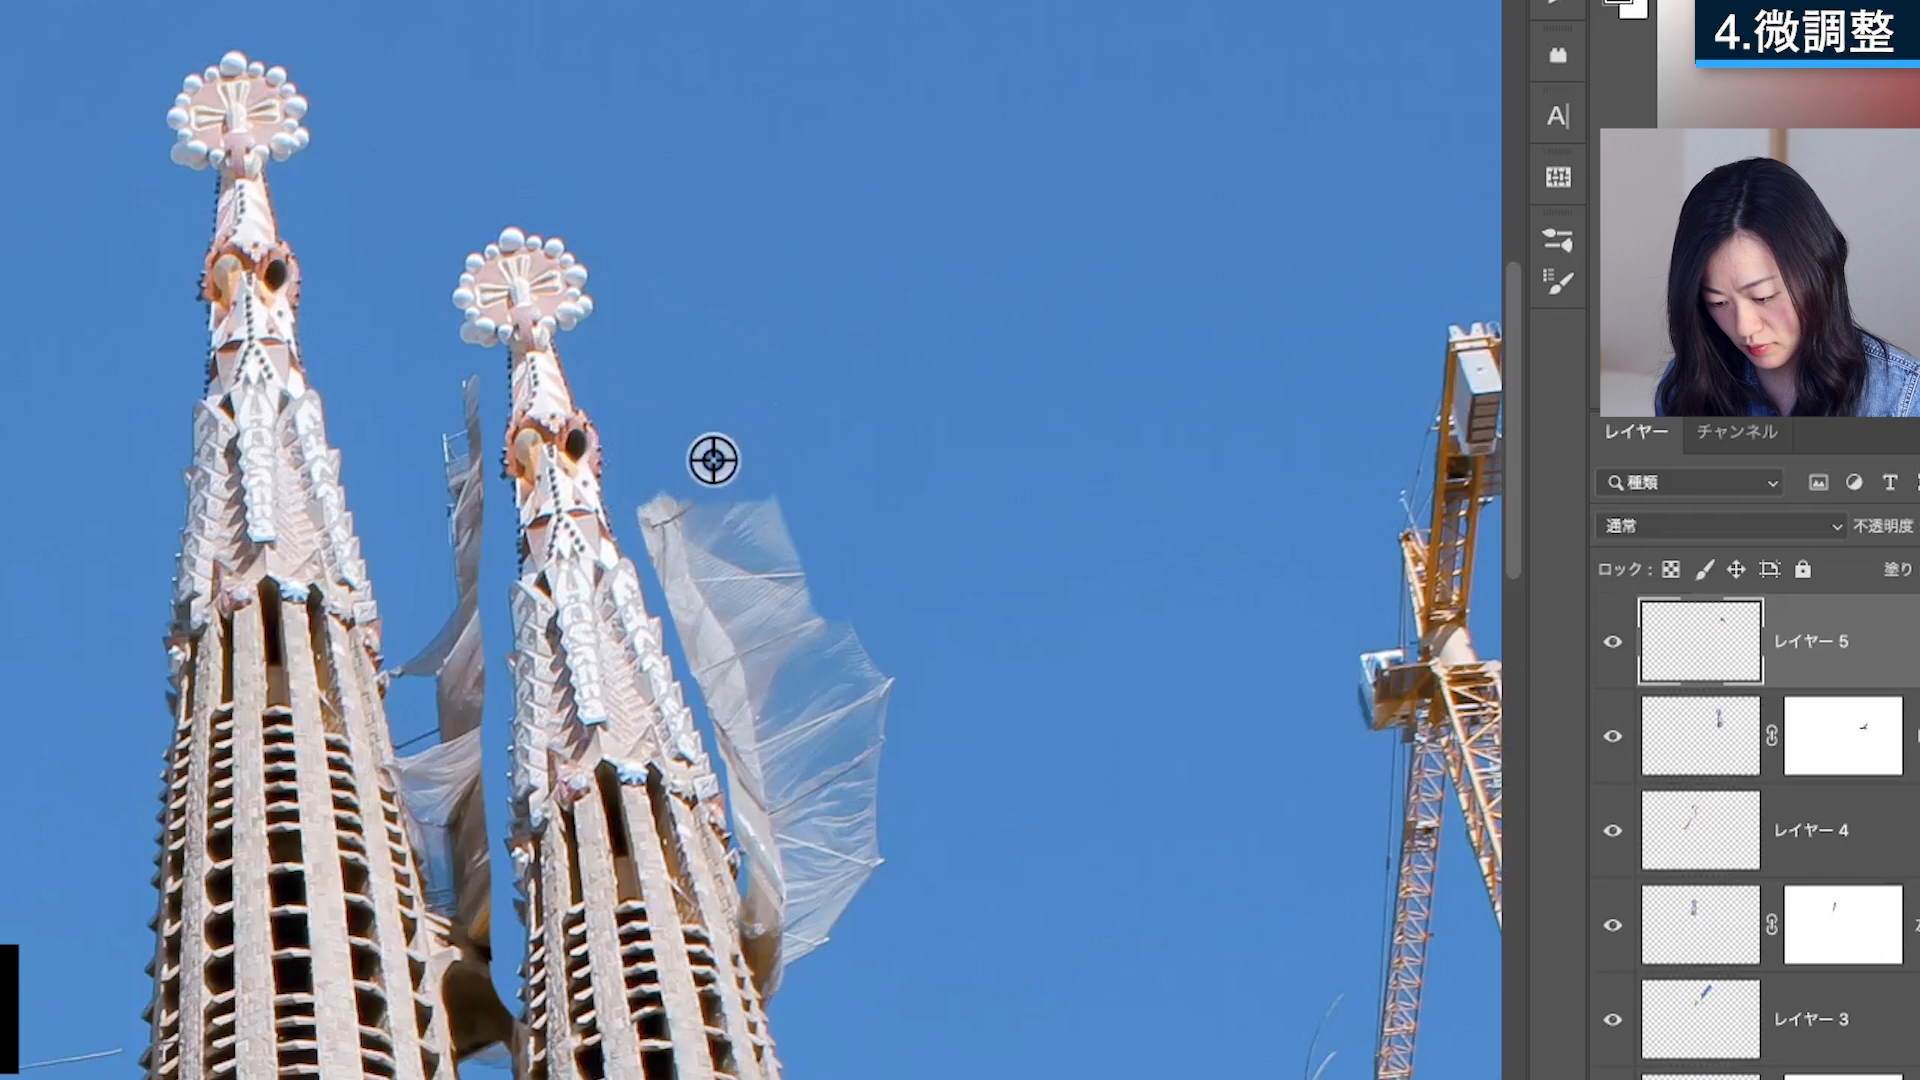 4.微調整
A
レイヤー チャンネル
種類
T
通常 不透明度
ロック: 塗り
レイヤー 5
レイヤー 4
レイヤー 3
HOSANNA